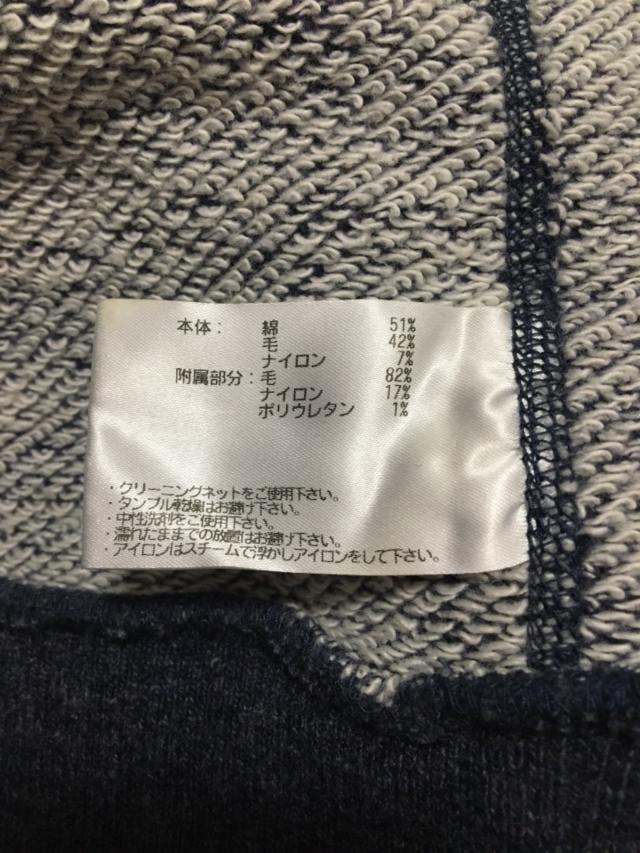 本体： 綿 51%
毛 42%
ナイロン 7%
附属部分：毛 82%
ナイロン 17%
ポリウレタン 1%
・クリーニングネットをご使用下さい。
・タンブル乾燥はお避け下さい。
・中性洗剤をご使用下さい。
・濡れたままでの放置はお避け下さい。
・アイロンはスチームで浮かしアイロンをして下さい。